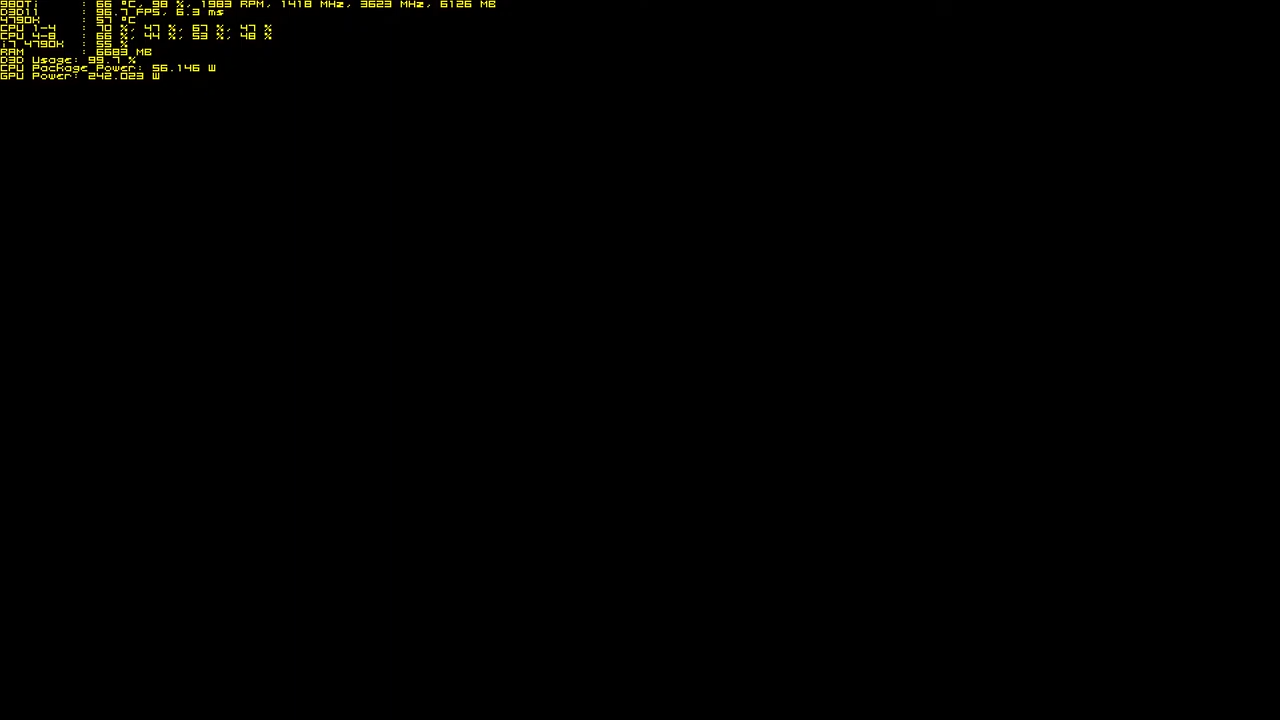 980Ti : 66 °C, 98 %, 1983 RPM, 1418 MHz, 3623 MHz, 6126 MB
D3D11 : 96.7 FPS, 6.3 ms
4790K : 57 °C
CPU 1-4 : 70 %, 47 %, 67 %, 47 %
CPU 4-8 : 66 %, 44 %, 53 %, 48 %
i7 4790K : 55 %
RAM : 6683 MB
D3D Usage: 99.7 %
CPU Package Power: 56.146 W
GPU Power: 242.023 W